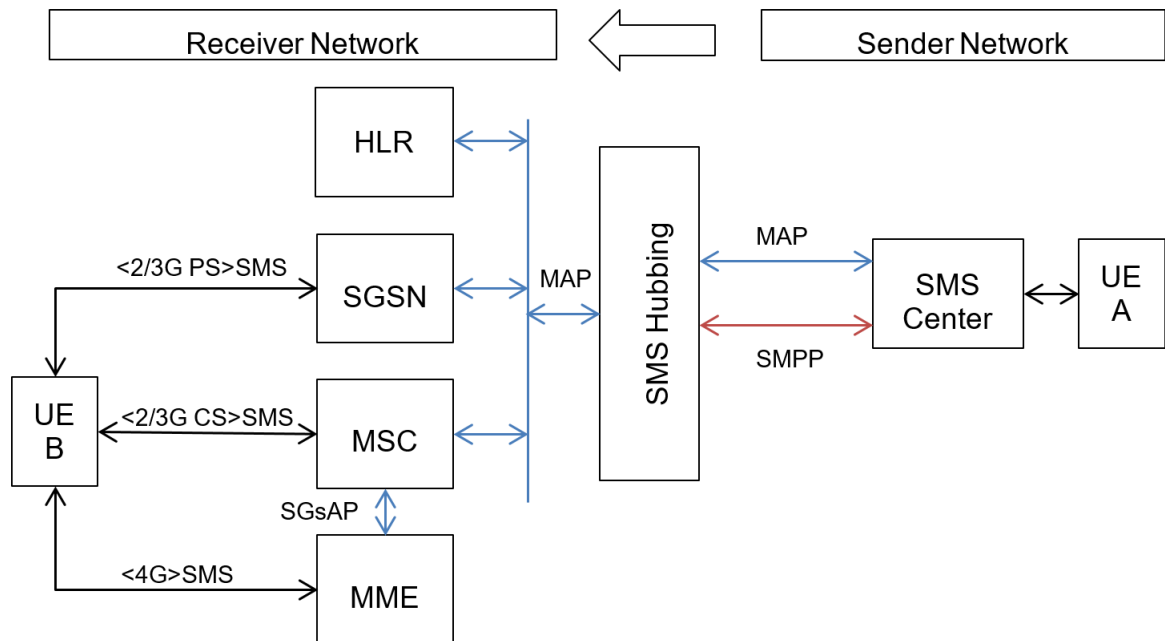 Receiver Network
Sender Network
HLR
SMS Hubbing
MAP
<2/3G PS>SMS
SGSN
MAP
SMS
Center
UE
A
SMPP
UE
B
<2/3G CS>SMS
MSC
SGsAP
<4G>SMS
MME